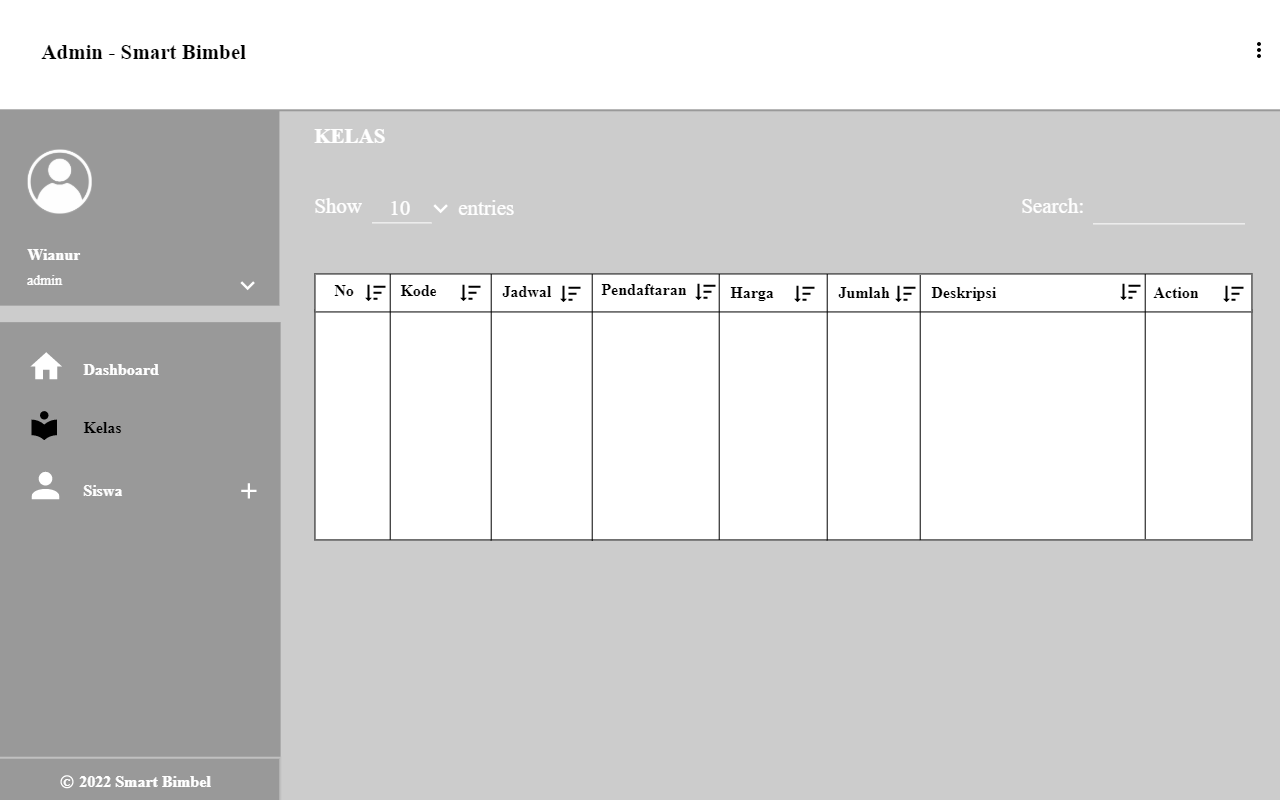 Admin - Smart Bimbel
KELAS
Show 10 entries Search:
Wianur
admin
No Kode Jadwal Pendaftaran Harga Jumlah Deskripsi Action
Dashboard
Kelas
Siswa
© 2022 Smart Bimbel